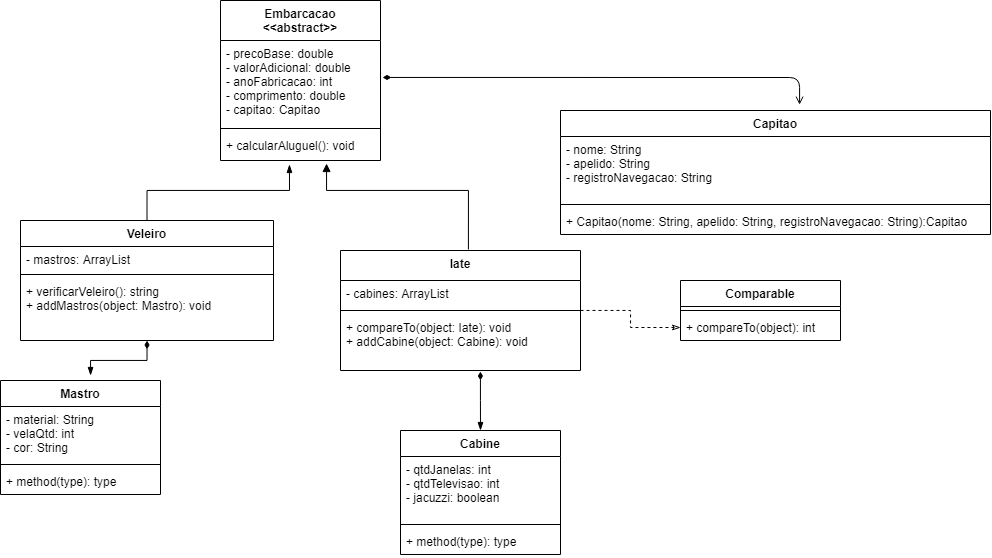 Embarcacao
<<abstract>>
- precoBase: double
- valorAdicional: double
- anoFabricacao: int
- comprimento: double
- capitao: Capitao
+ calcularAluguel(): void
Capitao
- nome: String
- apelido: String
- registroNavegacao: String
+ Capitao(nome: String, apelido: String, registroNavegacao: String):Capitao
Veleiro
- mastros: ArrayList
+ verificarVeleiro(): string
+ addMastros(object: Mastro): void
Iate
- cabines: ArrayList
+ compareTo(object: Iate): void
+ addCabine(object: Cabine): void
Comparable
+ compareTo(object): int
Mastro
- material: String
- velaQtd: int
- cor: String
+ method(type): type
Cabine
- qtdJanelas: int
- qtdTelevisao: int
- jacuzzi: boolean
+ method(type): type